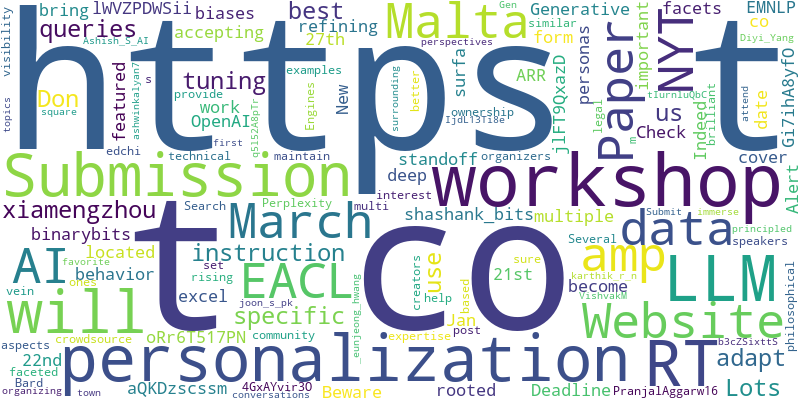 https
t
co
t
Submission
workshop
personalization
Website
Malta
Paper
NYT
LLM
RT
data
amp
EACL
will
March
AI
instruction
specific
tuning
queries
xiamengzhou
behavior
use
adapt
Lots
Deadline
Beware
rooted
become
Don
featured
bring
lWVZPDWSii
biases
accepting
best
refining
27th
Generative
co
facets
EMNLP
form
similar
New
work
OpenAI
ARR
surfa
personas
important
us
Check
date
cover
Gi7ihA8yfO
jlFT9QxazD
Indeed
brilliant
Alert
visibility
Ashish_S_AI
perspectives
Gen
Diyi_Yang
topics
s
square
ashwinkalyan7
examples
provide
Engines
q5152A8pTr
surrounding
better
ownership
IjdL13Ti8e
legal
m
tIurn1uQbC
attend
edchi
technical
first
maintain
standoff
organizers
deep
interest
Search
Perplexity
multi
shashank_bits
multiple
speakers
Submit
immerse
binarybits
located
vein
favorite
ones
set
rising
excel
22nd
21st
Several
sure
karthik_r_n
principled
philosophical
creators
help
based
Jan
expertise
VishvakM
aspects
crowdsource
oRr6T517PN
joon_s_pk
community
_eunjeong_hwang
post
b3cZSixttS
faceted
organizing
Bard
town
aQKDzscssm
4GxAYvir3O
conversations
PranjalAggarw16